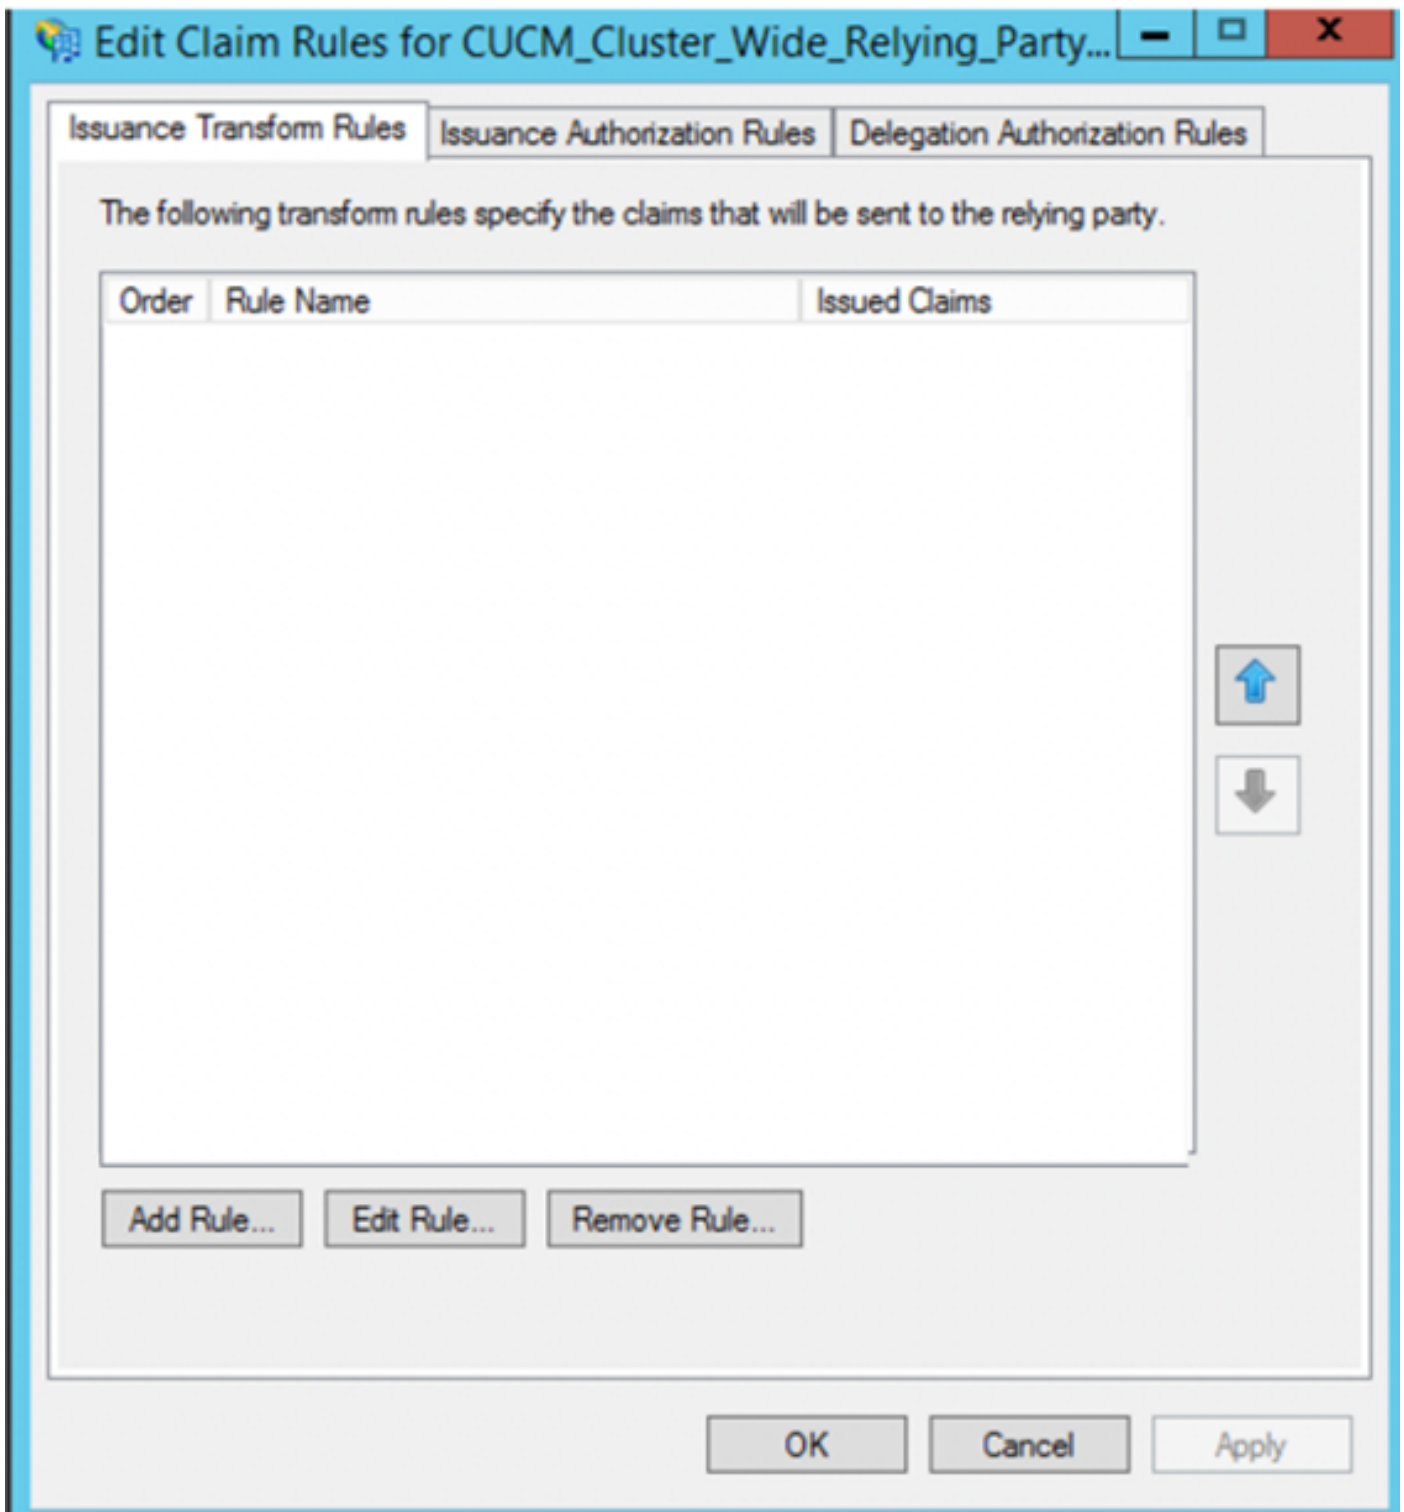 Edit Claim Rules for CUCM_Cluster_Wide_Relying_Party...
Issuance Transform Rules Issuance Authorization Rules Delegation Authorization Rules
The following transform rules specify the claims that will be sent to the relying party.
Order Rule Name Issued Claims
Add Rule... Edit Rule... Remove Rule...
OK Cancel Apply